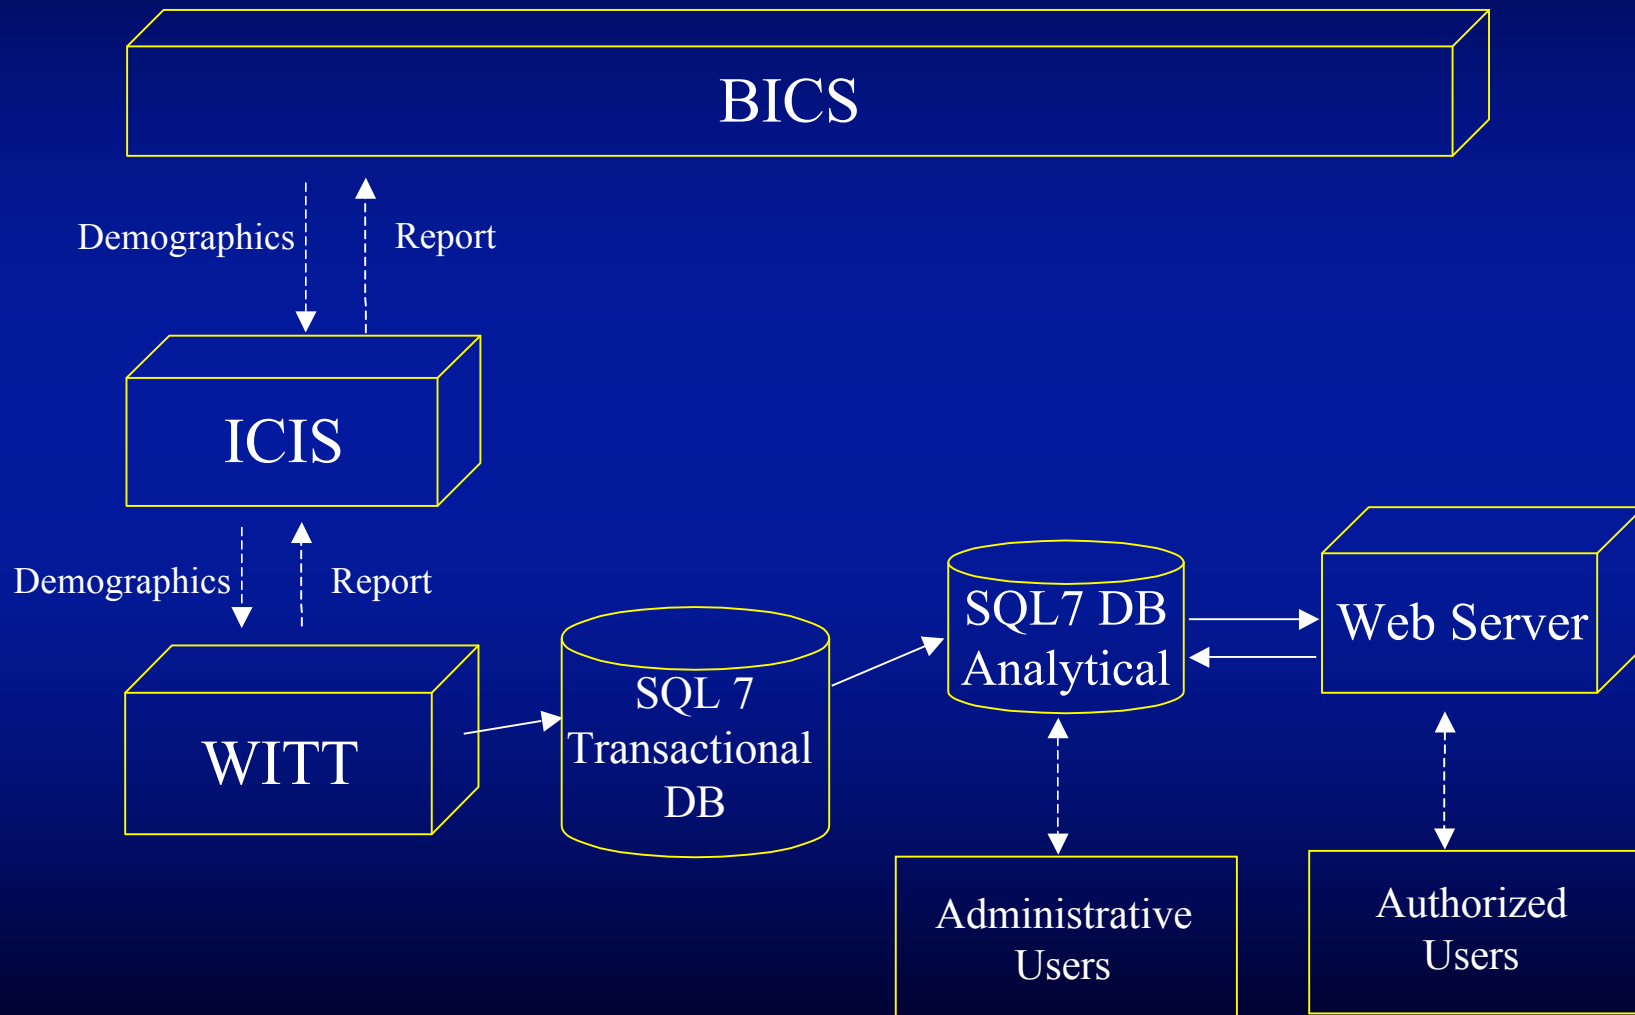 BICS
Demographics
Report
ICIS
Demographics
Report
WITT
SQL 7
Transactional
DB
SQL7 DB
Analytical
Web Server
Administrative
Users
Authorized
Users